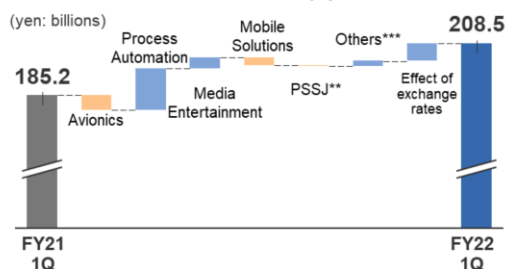 (yen: billions)
185.2
Avionics
Process
Automation
Media
Entertainment
Mobile
Solutions
PSSJ**
Others***
Effect of
exchange
rates
208.5
FY21
1Q
FY22
1Q